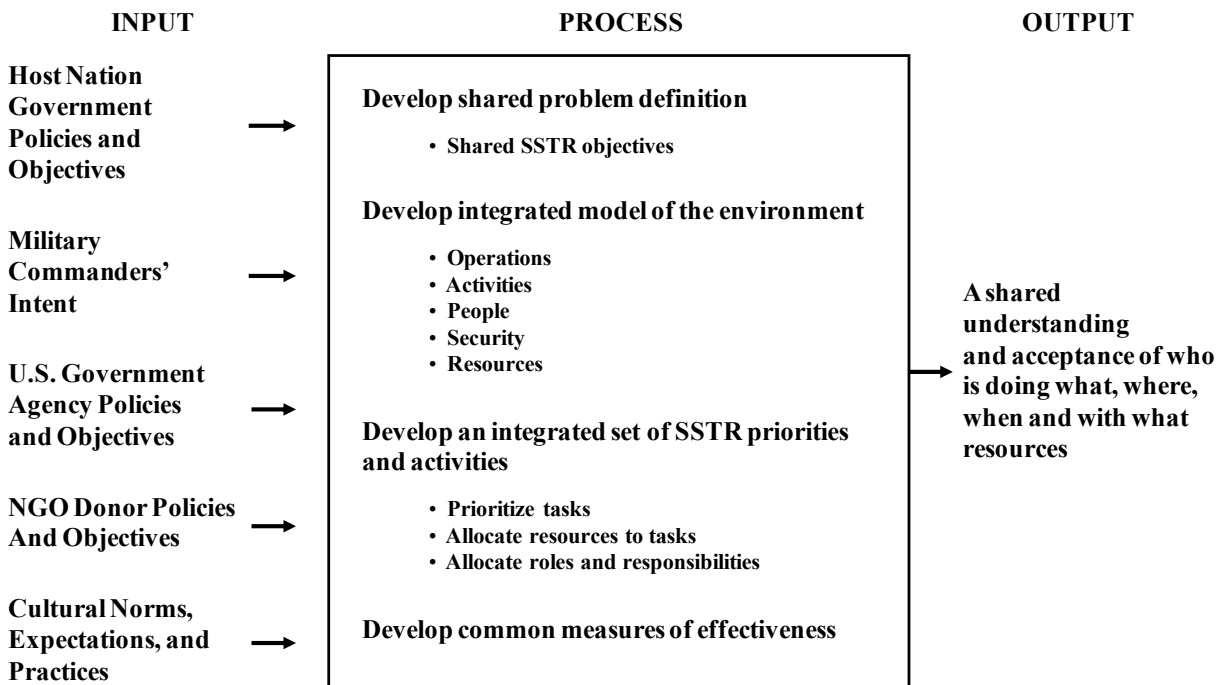 INPUT
PROCESS
OUTPUT
Host Nation
Government
Policies and
Objectives
Military
Commanders’
Intent
U.S. Government
Agency Policies
and Objectives
NGO Donor Policies
And Objectives
Cultural Norms,
Expectations, and
Practices
Develop shared problem definition
• Shared SSTR objectives
Develop integrated model of the environment
• Operations
• Activities
• People
• Security
• Resources
Develop an integrated set of SSTR priorities
and activities
• Prioritize tasks
• Allocate resources to tasks
• Allocate roles and responsibilities
Develop common measures of effectiveness
A shared
understanding
and acceptance of who
is doing what, where,
when and with what
resources